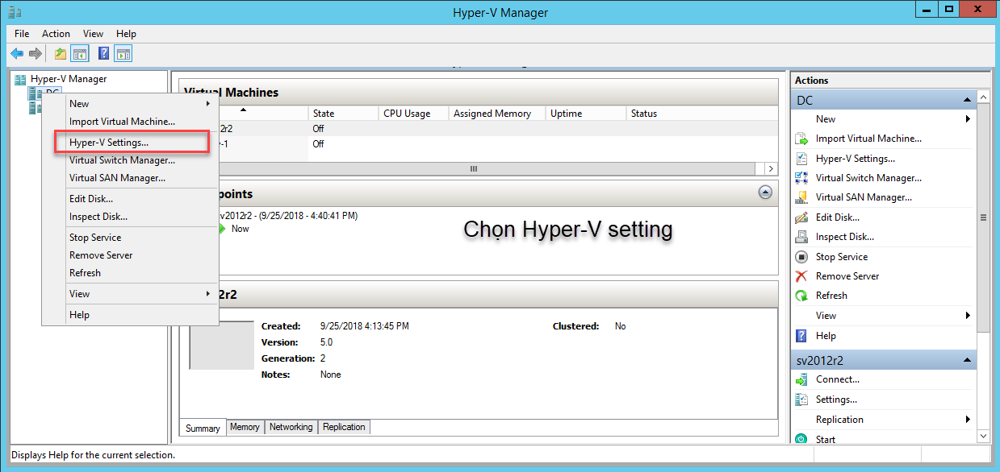 Hyper-V Manager
File Action View Help
Hyper-V Manager
DC
New
Import Virtual Machine...
Hyper-V Settings...
Virtual Switch Manager...
Virtual SAN Manager...
Edit Disk...
Inspect Disk...
Stop Service
Remove Server
Refresh
View
Help
Virtual Machines
State CPU Usage Assigned Memory Uptime Status
2r2 Off
-1 Off
points
sv2012r2 - (9/25/2018 - 4:40:41 PM)
Now
Chọn Hyper-V setting
2r2
Created: 9/25/2018 4:13:45 PM Clustered: No
Version: 5.0
Generation: 2
Notes: None
Summary Memory Networking Replication
Actions
DC
New
Import Virtual Machine...
Hyper-V Settings...
Virtual Switch Manager...
Virtual SAN Manager...
Edit Disk...
Inspect Disk...
Stop Service
Remove Server
Refresh
View
Help
sv2012r2
Connect...
Settings...
Replication
Start
Displays Help for the current selection.